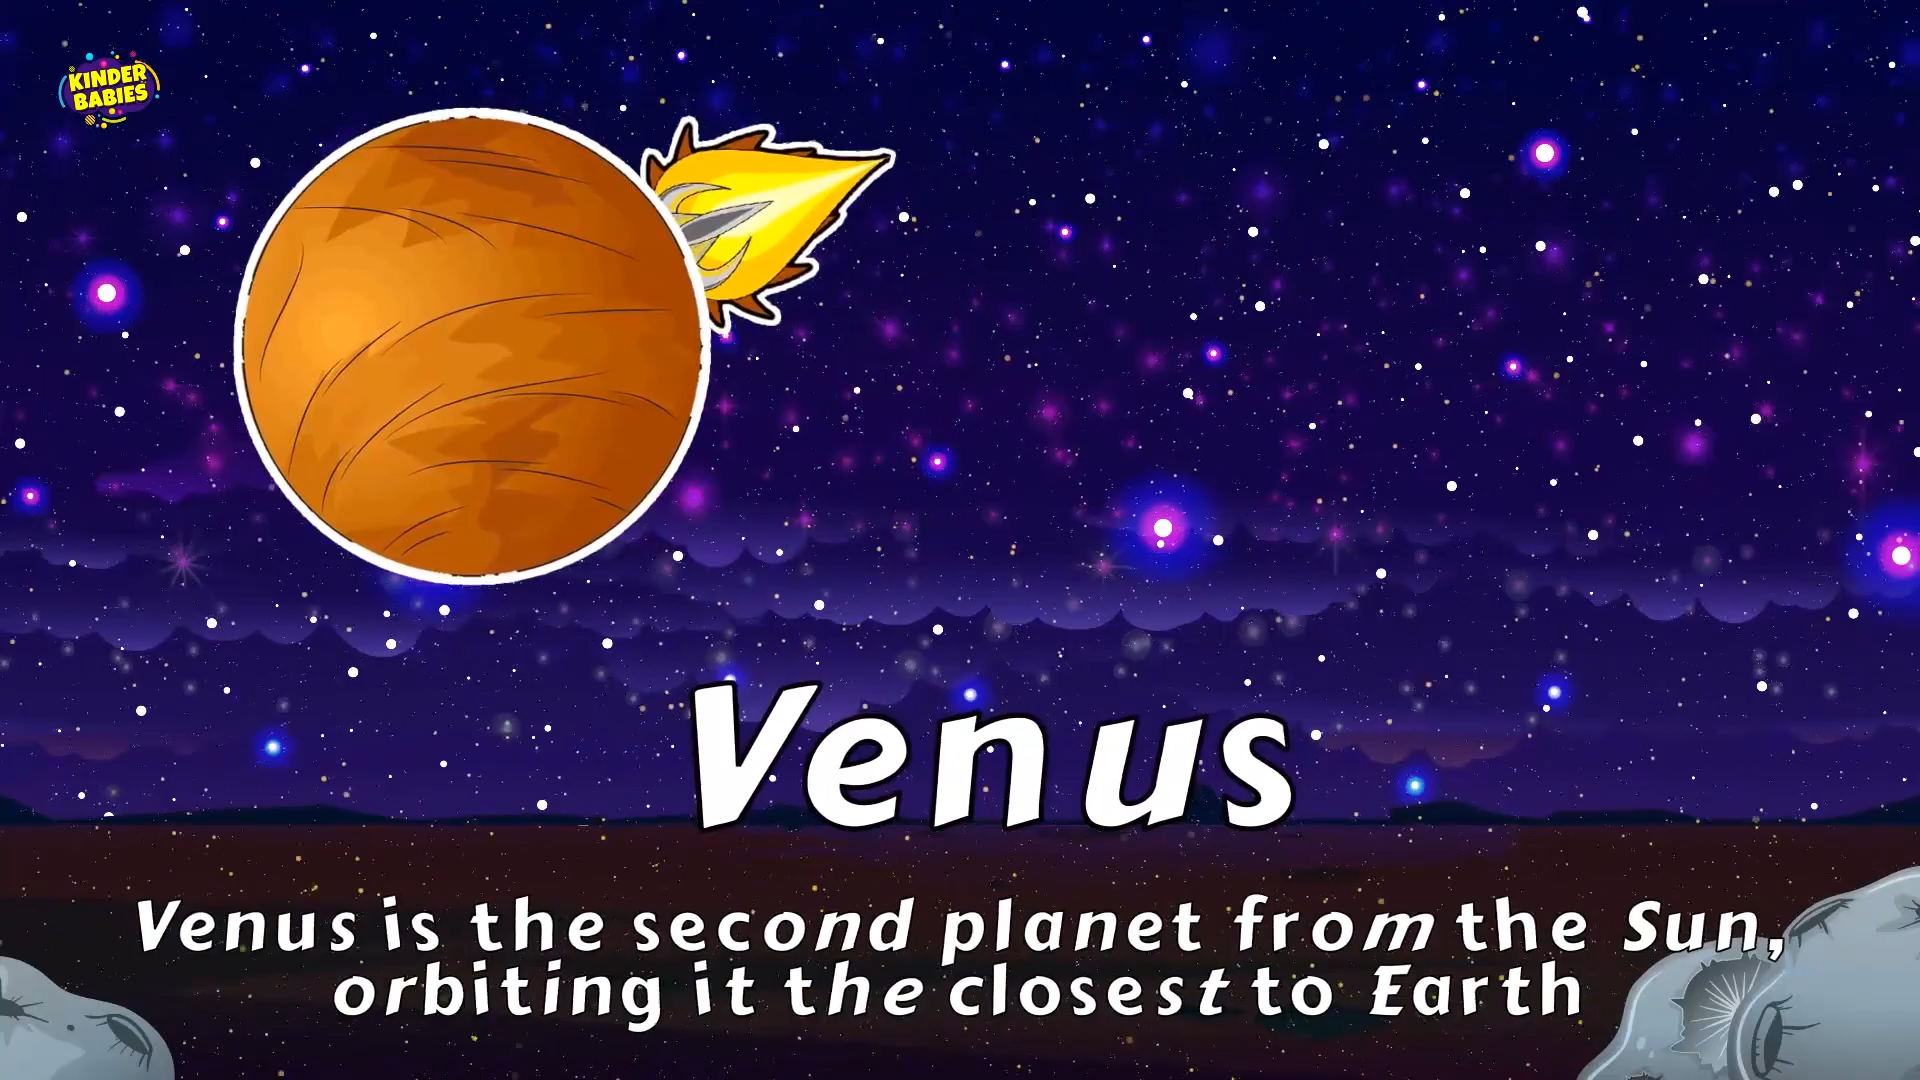 KINDER
BABIES
Venus
Venus is the second planet from the Sun,
orbiting it the closest to Earth